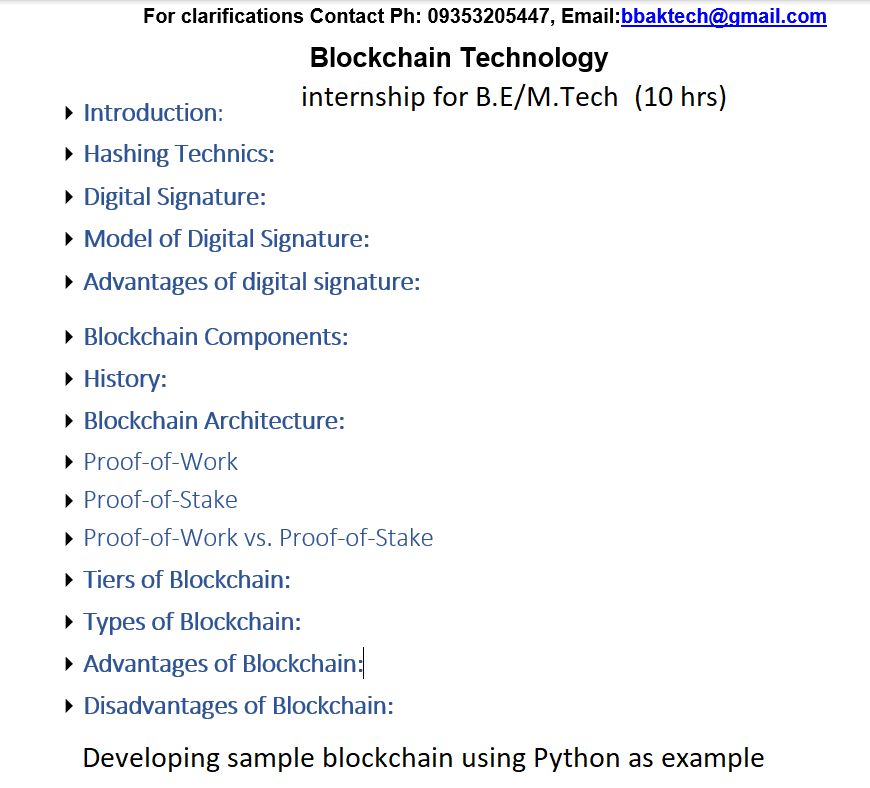 For clarifications Contact Ph: 09353205447, Email:bbaktech@gmail.com
Blockchain Technology
internship for B.E/M.Tech (10 hrs)
Introduction:
Hashing Technics:
Digital Signature:
Model of Digital Signature:
Advantages of digital signature:
Blockchain Components:
History:
Blockchain Architecture:
Proof-of-Work
Proof-of-Stake
Proof-of-Work vs. Proof-of-Stake
Tiers of Blockchain:
Types of Blockchain:
Advantages of Blockchain:
Disadvantages of Blockchain:
Developing sample blockchain using Python as example